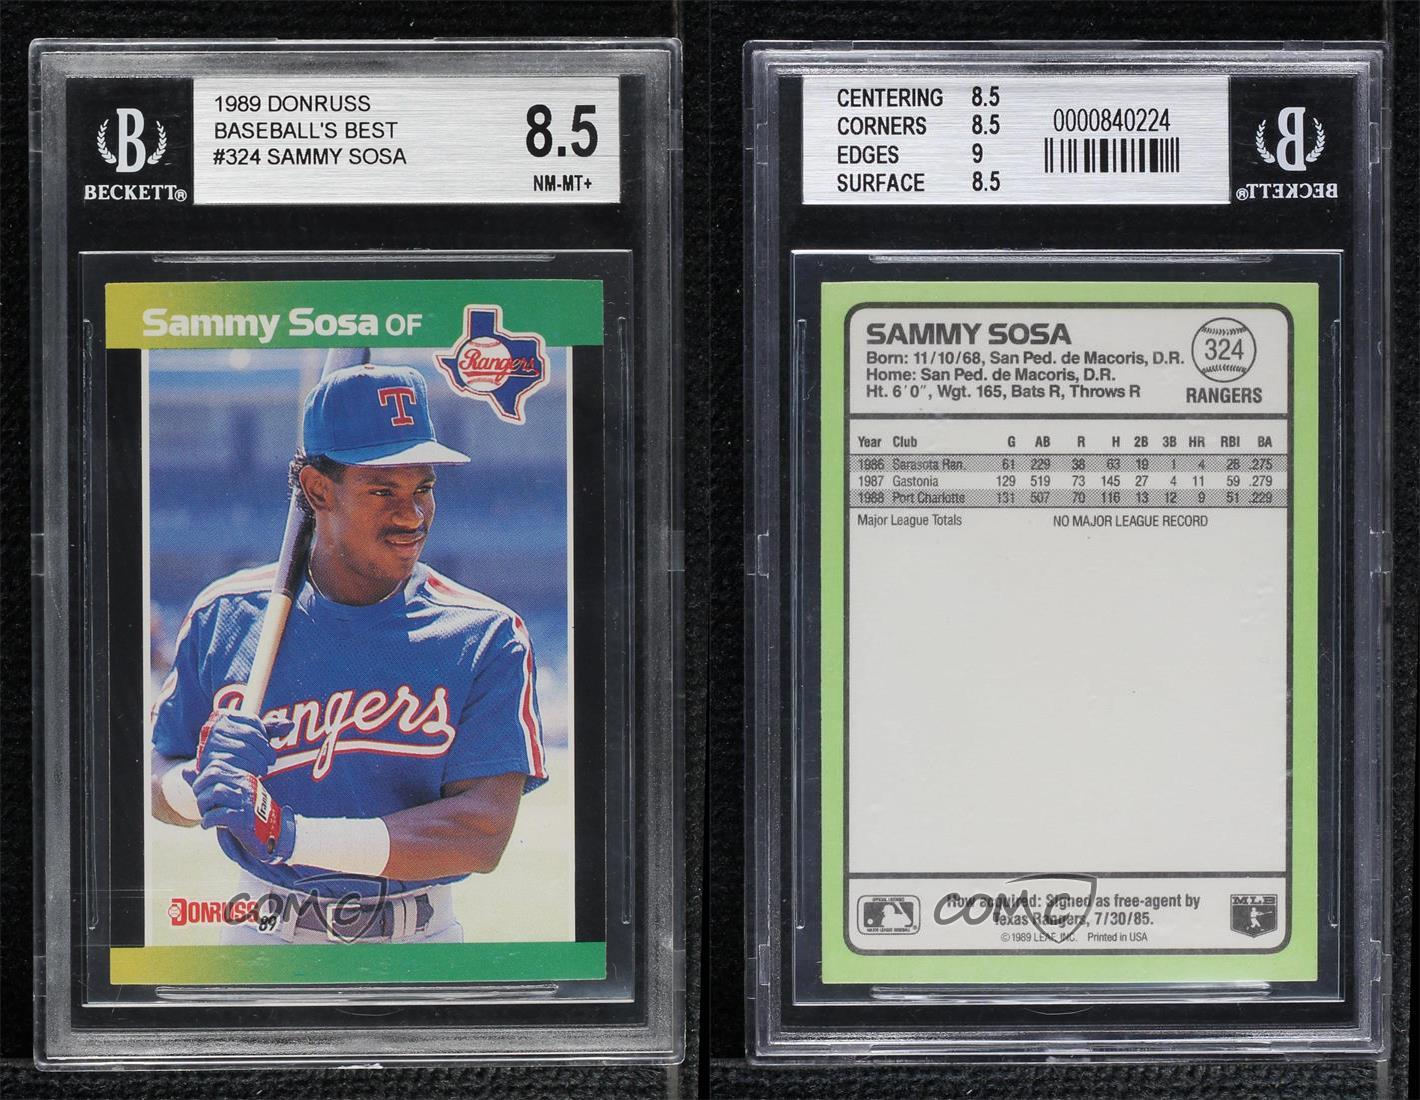 BECKETT®
1989 DONRUSS
BASEBALL'S BEST
#324 SAMMY SOSA
8.5
NM-MT+
Sammy Sosa OF
Rangers
T
Rangers
Franklin
DONRUSS 89
COMC
CENTERING 8.5
CORNERS 8.5
EDGES 9
SURFACE 8.5
0000840224
BECKETT®
SAMMY SOSA
Born: 11/10/68, San Ped. de Macoris, D.R.
Home: San Ped. de Macoris, D.R.
Ht. 6'0", Wgt. 165, Bats R, Throws R
324
RANGERS
Year Club G AB R H 2B 3B HR RBI BA
1986 Sarasota Ran. 61 229 38 63 19 1 4 28 .275
1987 Gastonia 129 519 73 145 27 4 11 59 .279
1988 Port Charlotte 131 507 70 116 13 12 9 51 .229
Major League Totals NO MAJOR LEAGUE RECORD
How acquired: Signed as free-agent by
Texas Rangers, 7/30/85.
© 1989 LEAF, INC. Printed in USA
MLB
COMC